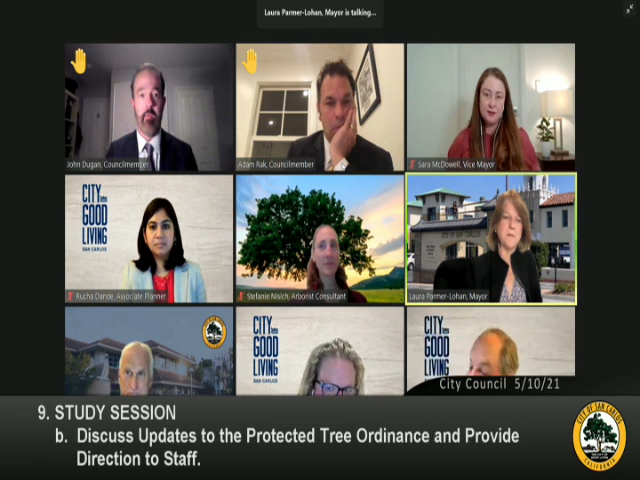 Laura Parmer-Lohan, Mayor is talking...
John Dugan, Councilmember
Adam Rak, Councilmember
Sara McDowell, Vice Mayor
CITY OF GOOD LIVING
SAN CARLOS
Rucha Dande, Associate Planner
Stefanie Nisich, Arborist Consultant
Laura Parmer-Lohan, Mayor
CITY OF GOOD LIVING
SAN CARLOS
CITY OF GOOD LIVING
City Council 5/10/21
9. STUDY SESSION
b. Discuss Updates to the Protected Tree Ordinance and Provide
Direction to Staff.
CITY OF SAN CARLOS
CALIFORNIA